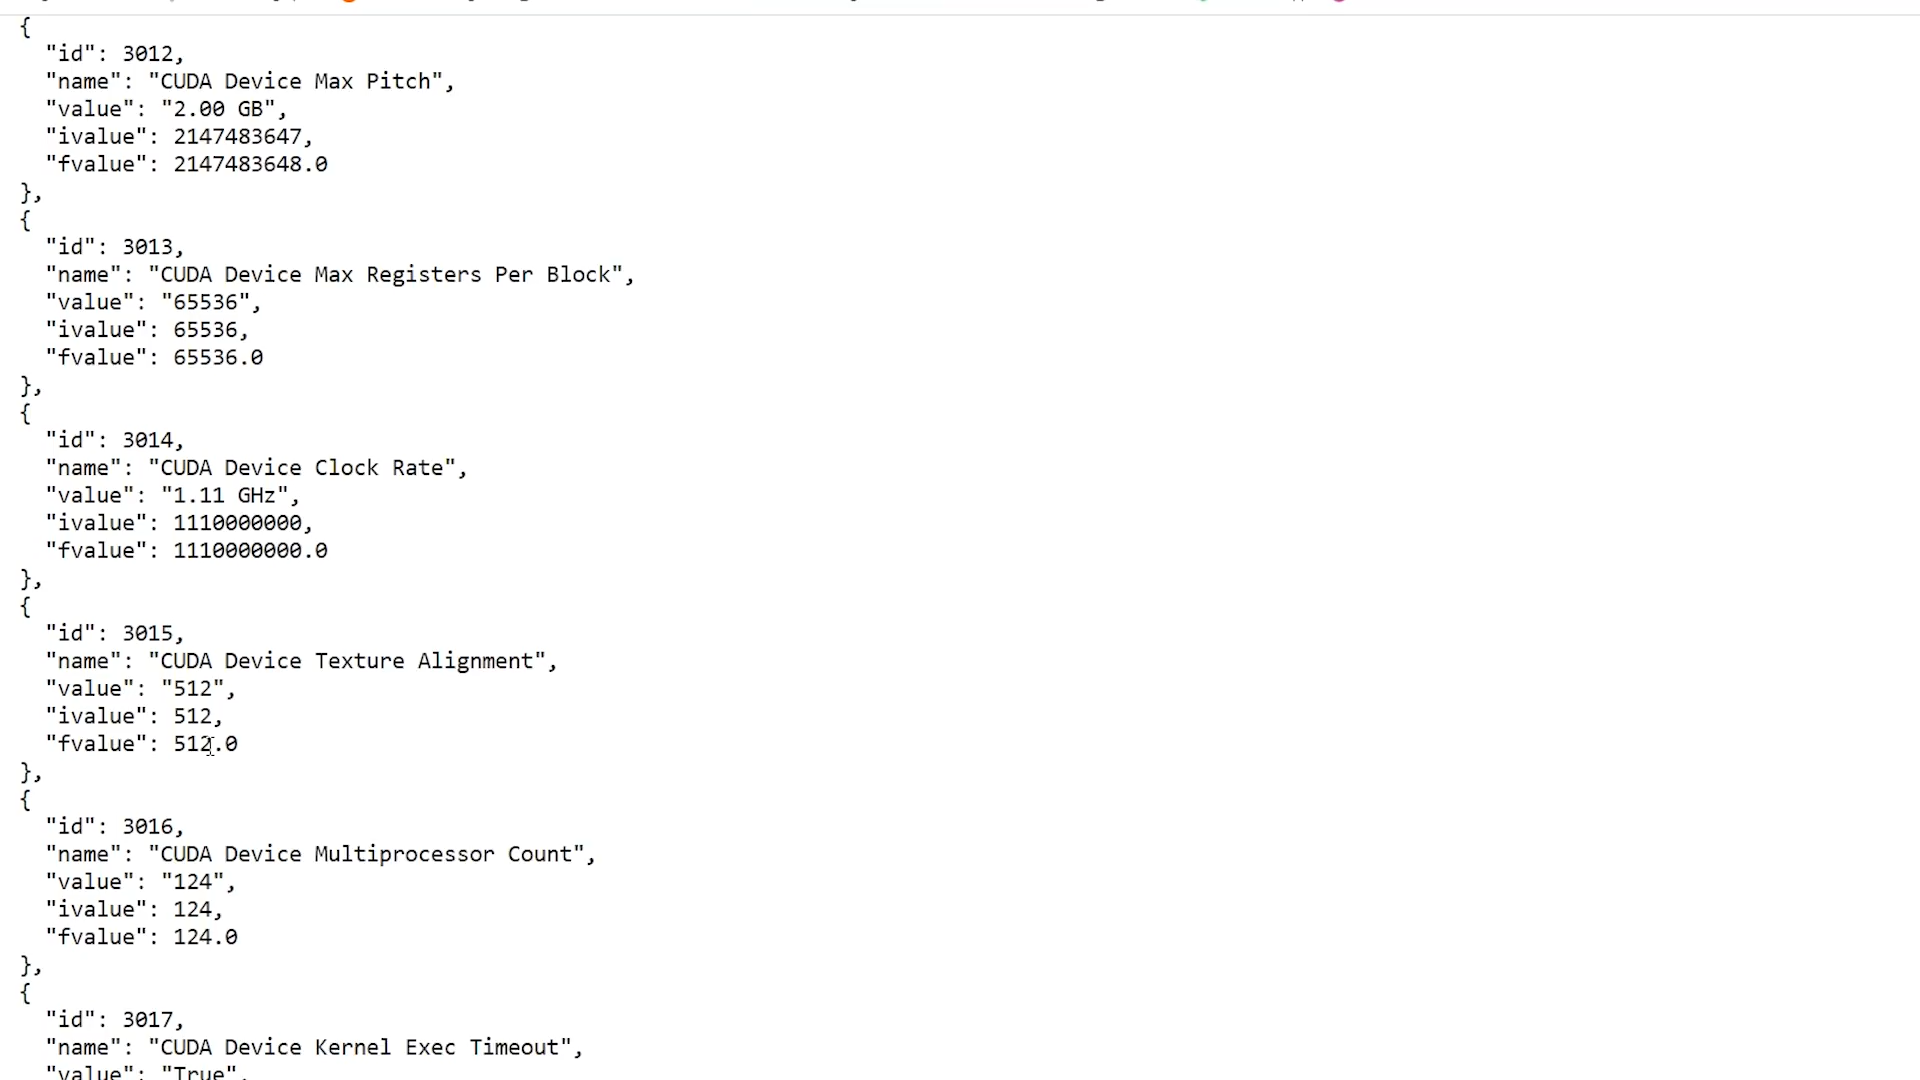 {
"id": 3012,
"name": "CUDA Device Max Pitch",
"value": "2.00 GB",
"ivalue": 2147483647,
"fvalue": 2147483648.0
},
{
"id": 3013,
"name": "CUDA Device Max Registers Per Block",
"value": "65536",
"ivalue": 65536,
"fvalue": 65536.0
},
{
"id": 3014,
"name": "CUDA Device Clock Rate",
"value": "1.11 GHz",
"ivalue": 1110000000,
"fvalue": 1110000000.0
},
{
"id": 3015,
"name": "CUDA Device Texture Alignment",
"value": "512",
"ivalue": 512,
"fvalue": 512.0
},
{
"id": 3016,
"name": "CUDA Device Multiprocessor Count",
"value": "124",
"ivalue": 124,
"fvalue": 124.0
},
{
"id": 3017,
"name": "CUDA Device Kernel Exec Timeout",
"value": "True",